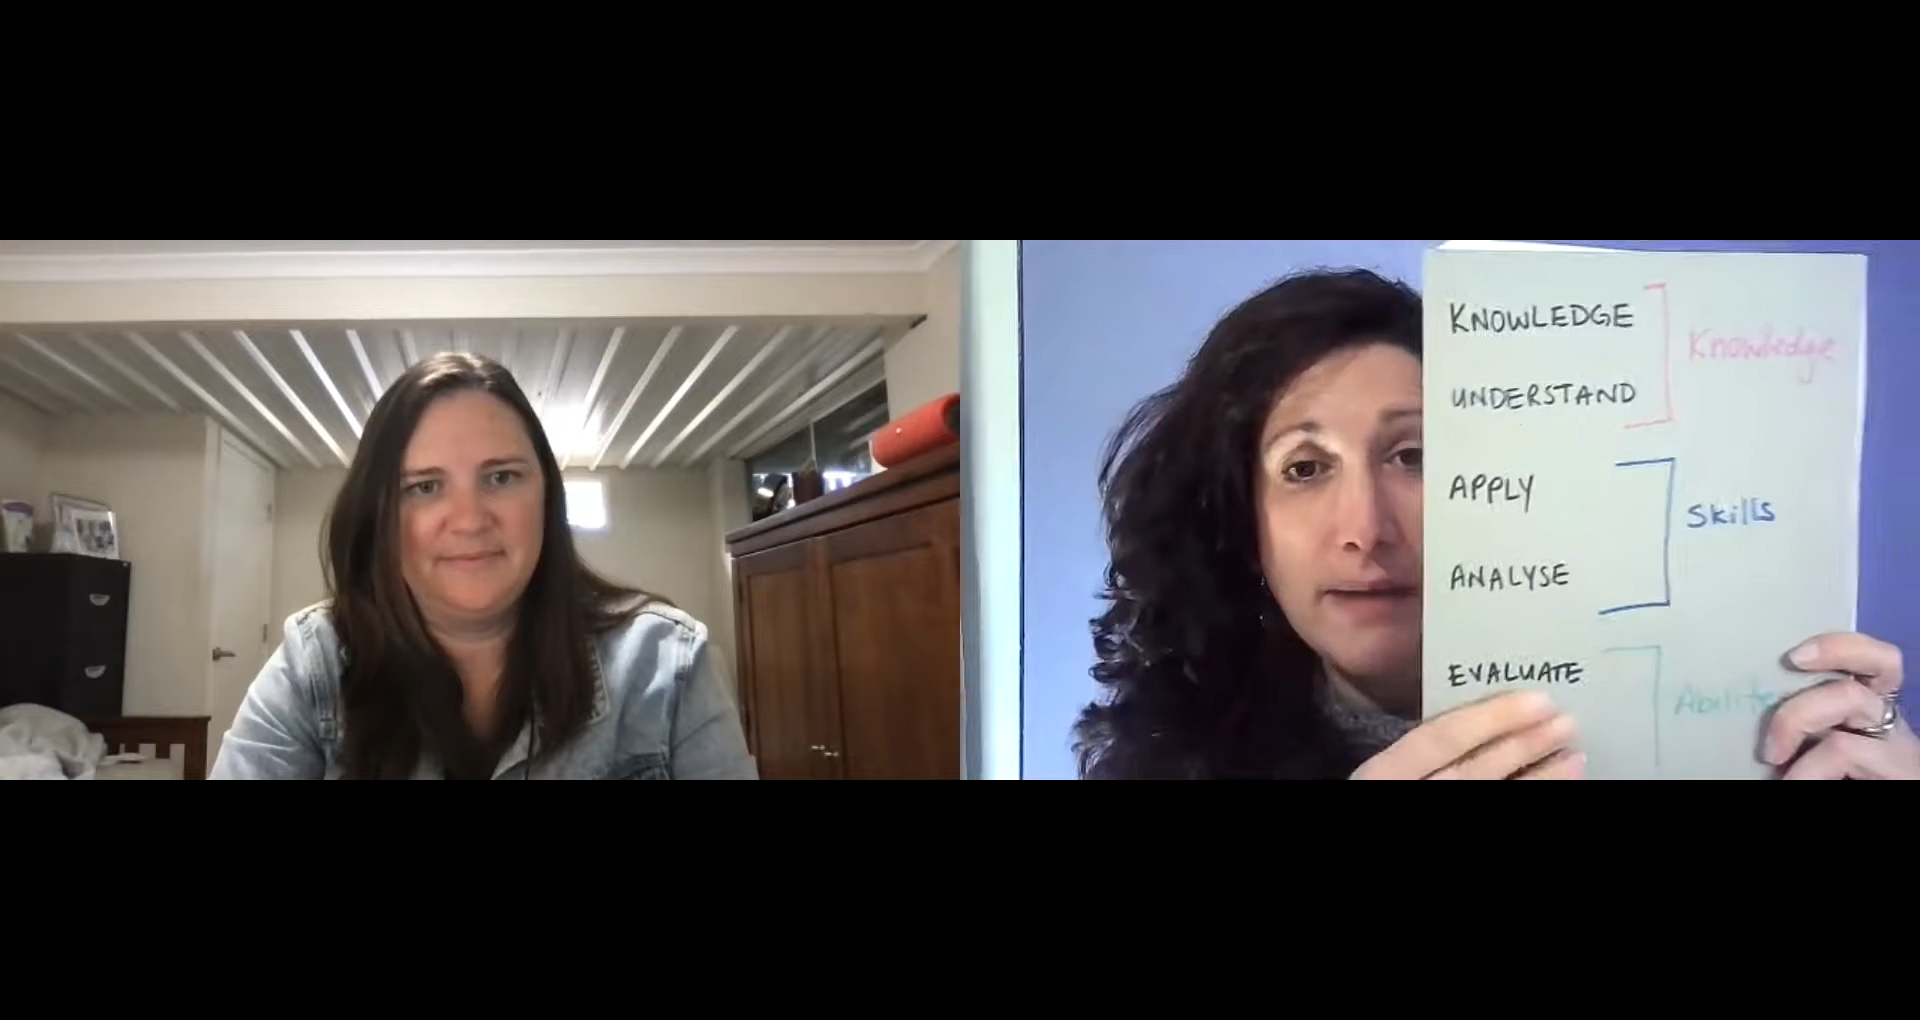 KNOWLEDGE
Knowledge
UNDERSTAND
APPLY
Skills
ANALYSE
EVALUATE